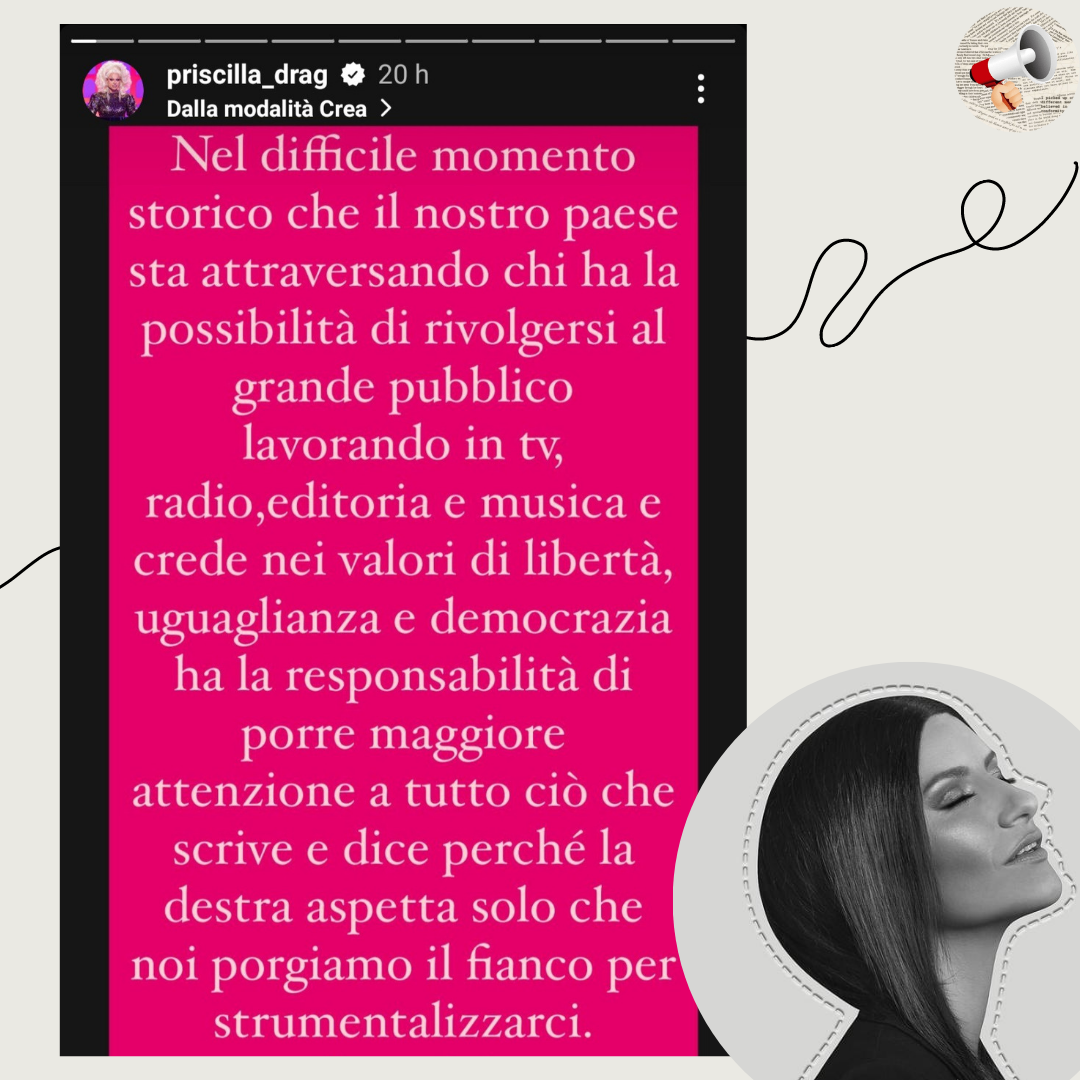 priscilla_drag 20 h
Dalla modalità Crea
Nel difficile momento
storico che il nostro paese
sta attraversando chi ha la
possibilità di rivolgersi al
grande pubblico
lavorando in tv,
radio,editoria e musica e
crede nei valori di libertà,
uguaglianza e democrazia
ha la responsabilità di
porre maggiore
attenzione a tutto ciò che
scrive e dice perché la
destra aspetta solo che
noi porgiamo il fianco per
strumentalizzarci.